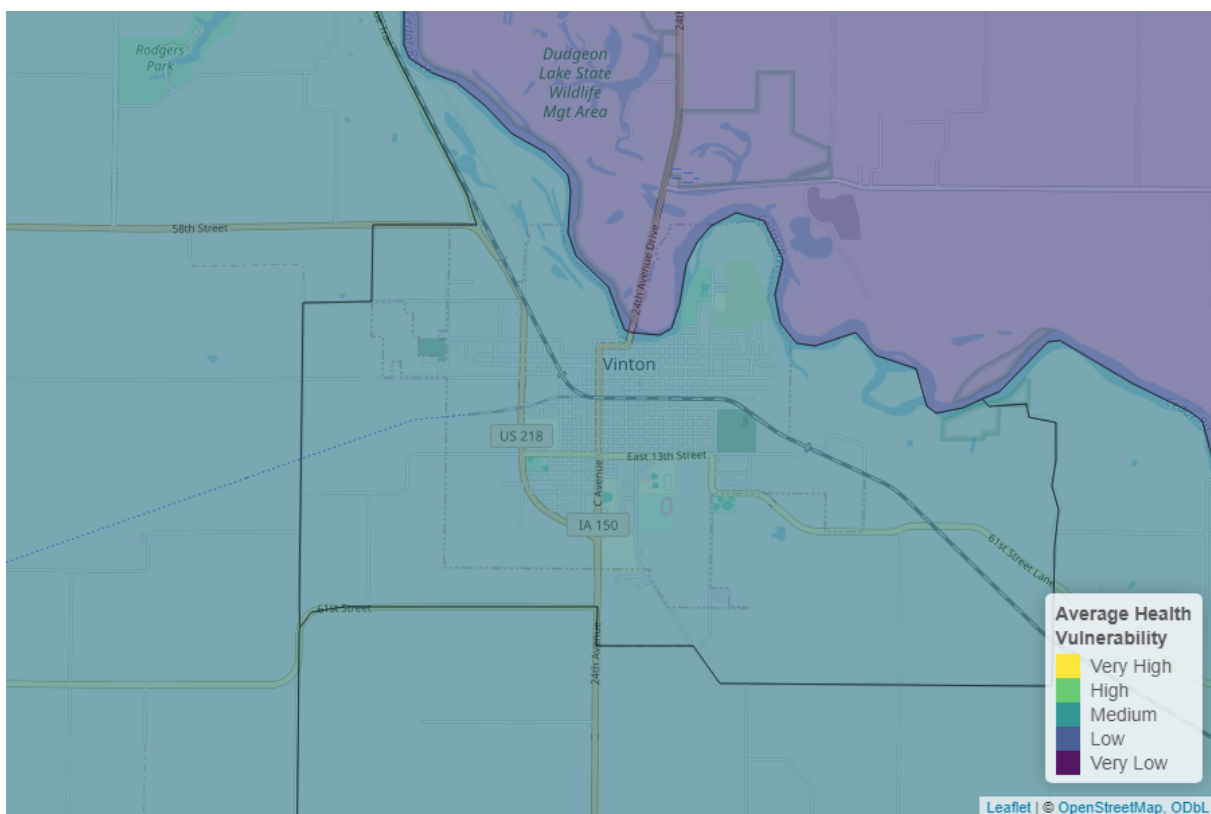 Rodgers
Park
Dudgeon
Lake State
Wildlife
Mgt Area
24th
58th Street
24th Avenue Drive
Vinton
US 218
East 13th Street
C Avenue
IA 150
61st Street Lane
61st Street
24th Avenue
Average Health
Vulnerability
Very High
High
Medium
Low
Very Low
Leaflet | © OpenStreetMap, ODbL